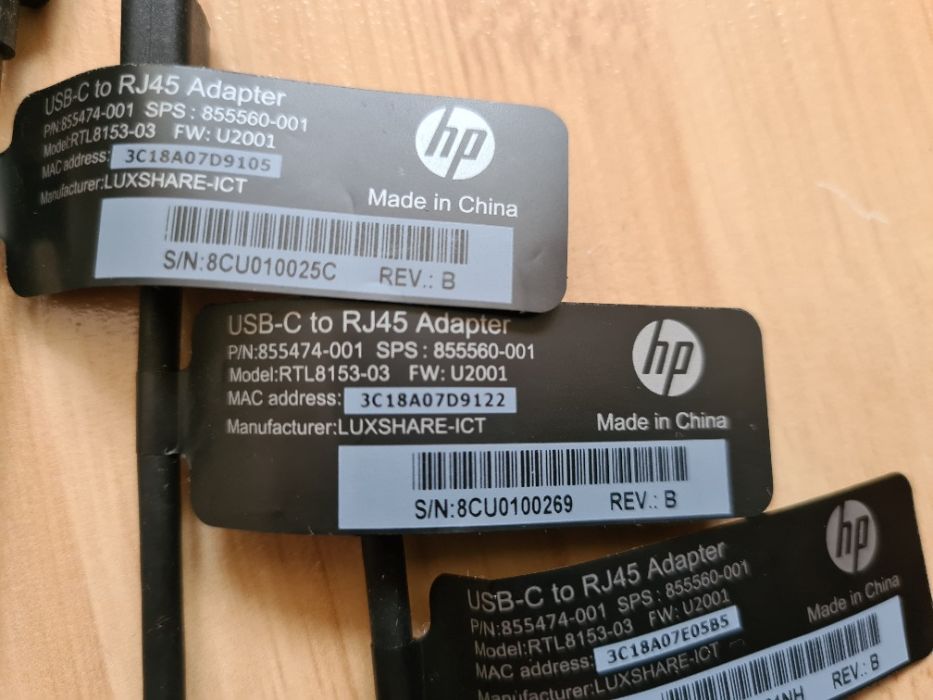 USB-C to RJ45 Adapter
P/N:855474-001 SPS : 855560-001
Model:RTL8153-03 FW: U2001
MAC address: 3C18A07D9105
Manufacturer:LUXSHARE-ICT
hp
Made in China
S/N:8CU010025C REV.: B
USB-C to RJ45 Adapter
P/N:855474-001 SPS : 855560-001
Model:RTL8153-03 FW: U2001
MAC address: 3C18A07D9122
Manufacturer:LUXSHARE-ICT
hp
Made in China
S/N:8CU0100269 REV.: B
USB-C to RJ45 Adapter
P/N:855474-001 SPS : 855560-001
Model:RTL8153-03 FW: U2001
MAC address: 3C18A07E05B5
Manufacturer:LUXSHARE-ICT
hp
Made in China
REV.: B